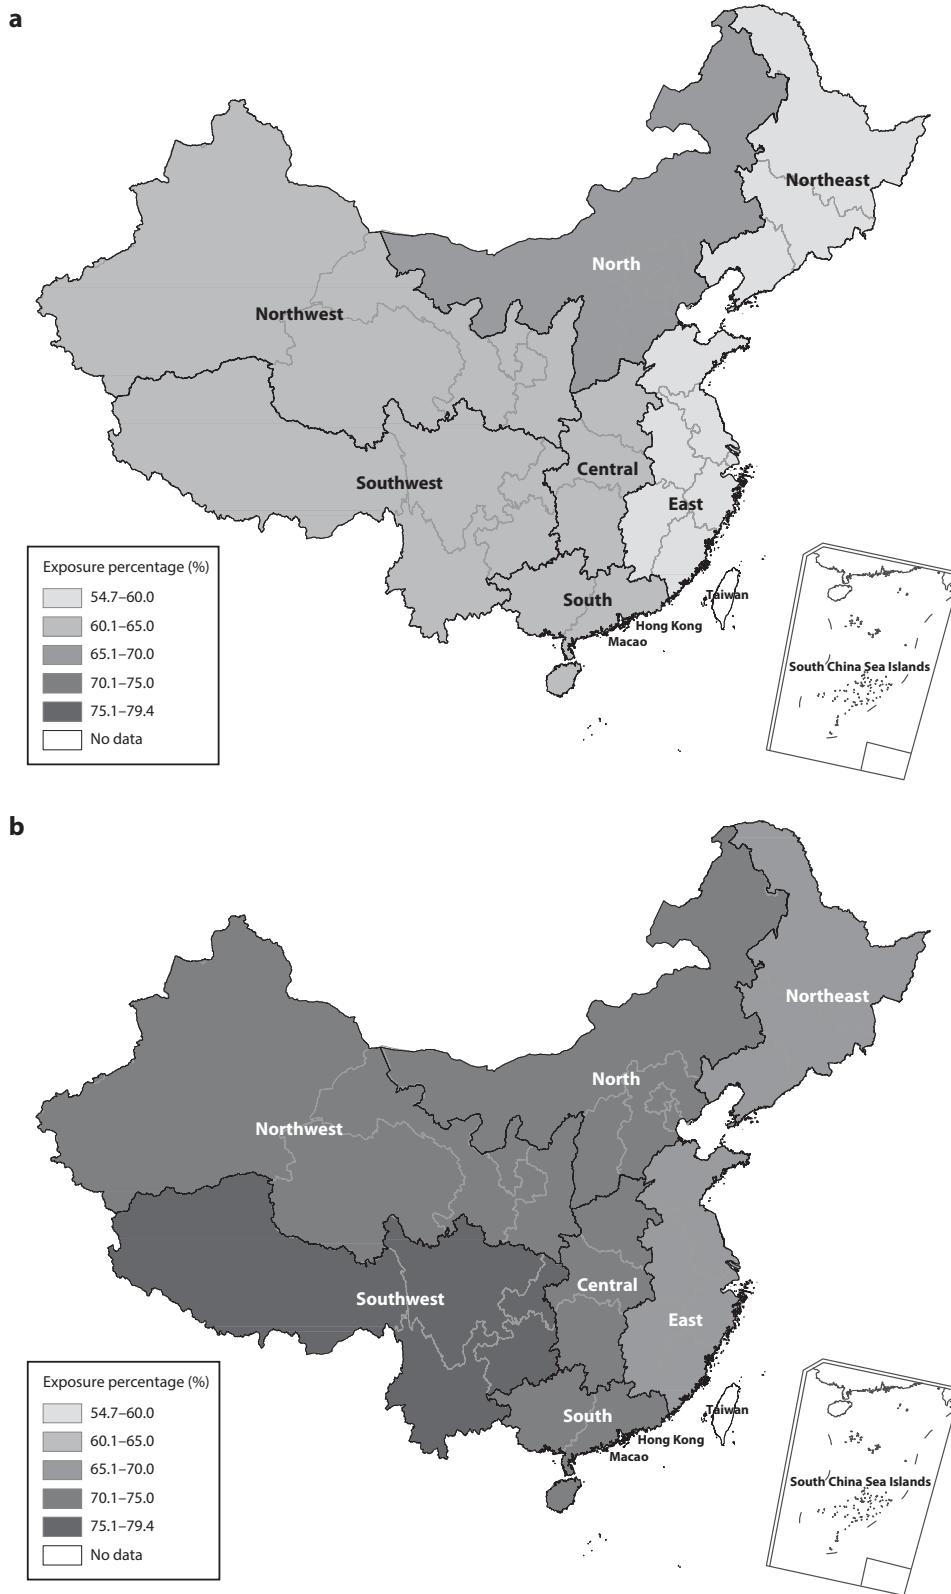 a
Northeast
North
Northwest
Central
Southwest
East
Exposure percentage (%)
54.7–60.0
60.1–65.0
65.1–70.0
70.1–75.0
75.1–79.4
No data
South
Taiwan
Hong Kong
Macao
South China Sea Islands
b
Northeast
North
Northwest
Central
Southwest
East
Exposure percentage (%)
54.7–60.0
60.1–65.0
65.1–70.0
70.1–75.0
75.1–79.4
No data
South
Taiwan
Hong Kong
Macao
South China Sea Islands